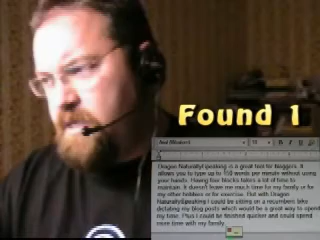 Found 1
Dragon NaturallySpeaking is a great tool for bloggers. It
allows you to type up to 150 words per minute without using
your hands. Having four blocks takes a lot of time to
maintain. It doesn't leave me much time for my family or for
my other hobbies or for exercise. But with Dragon
NaturallySpeaking I could be sitting on a recumbent bike
dictating my blog posts which would be a great way to spend
my time. Plus I could be finished quicker and could spend
more time with my family.